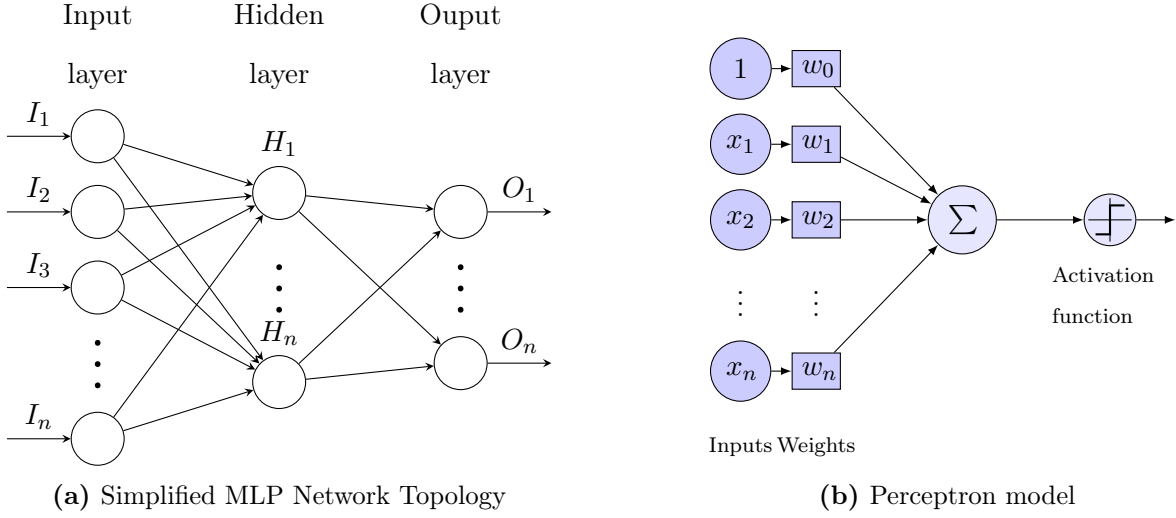 Input Hidden Ouput
layer layer layer
I₁
H₁
I₂ O₁
I₃
Hₙ
Oₙ
Iₙ
(a) Simplified MLP Network Topology
1 w₀
x₁ w₁
x₂ w₂ Σ
Activation
function
xₙ wₙ
Inputs Weights
(b) Perceptron model